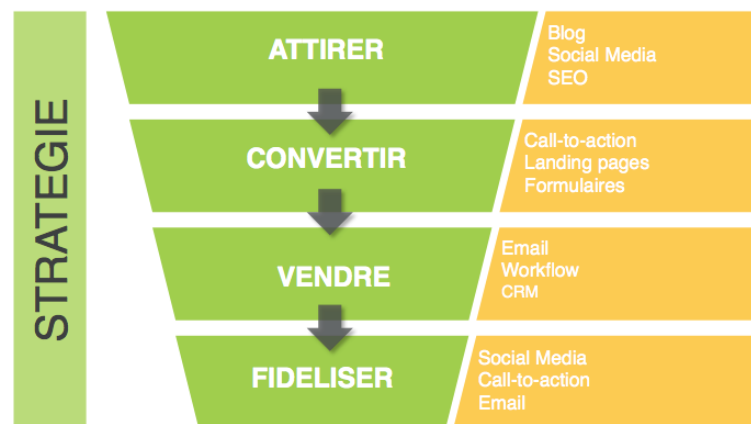 STRATEGIE
ATTIRER
Blog
Social Media
SEO
CONVERTIR
Call-to-action
Landing pages
Formulaires
VENDRE
Email
Workflow
CRM
FIDELISER
Social Media
Call-to-action
Email